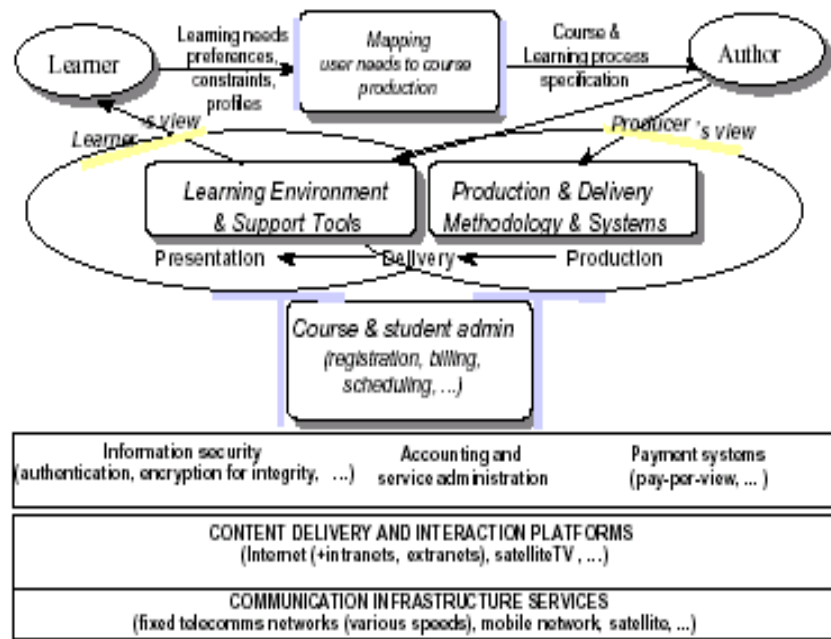 Learner
Learning needs
preferences,
constraints,
profiles
Mapping
user needs to course
production
Course &
Learning process
specification
Author
Learner 's view
Producer 's view
Learning Environment
& Support Tools
Production & Delivery
Methodology & Systems
Presentation Delivery Production
Course & student admin
(registration, billing,
scheduling, ...)
Information security
(authentication, encryption for integrity, ...)
Accounting and
service administration
Payment systems
(pay-per-view, ... )
CONTENT DELIVERY AND INTERACTION PLATFORMS
(Internet (+intranets, extranets), satelliteTV , ...)
COMMUNICATION INFRASTRUCTURE SERVICES
(fixed telecomms networks (various speeds), mobile network, satellite, ...)